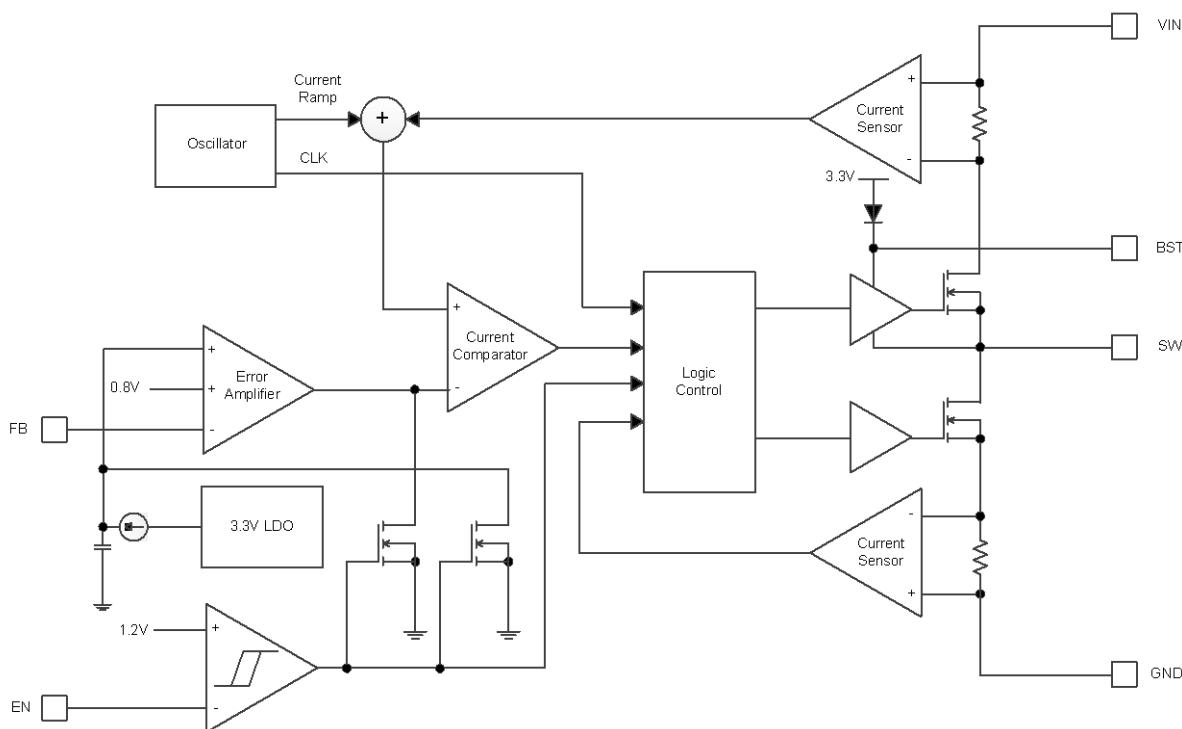 VIN
Current
Ramp
+
+
Current
Sensor
-
Oscillator
CLK
3.3V
BST
+
Current
Comparator
-
Logic
Control
SW
+
0.8V
+
Error
Amplifier
-
FB
3.3V LDO
-
Current
Sensor
+
1.2V
+
GND
EN
-